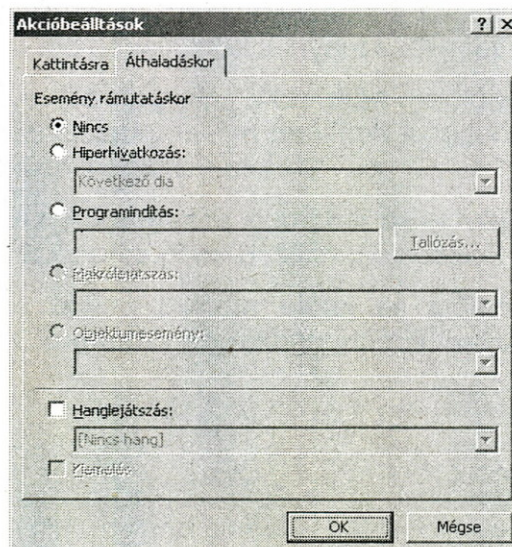 Akcióbeállítások
Kattintásra Áthaladáskor
Esemény rámutatáskor
Nincs
Hiperhivatkozás:
Következő dia
Programindítás:
Tallózás...
Makrólejátszás:
Objektumesemény:
Hanglejátszás:
[Nincs hang]
Kiemelés
OK Mégse